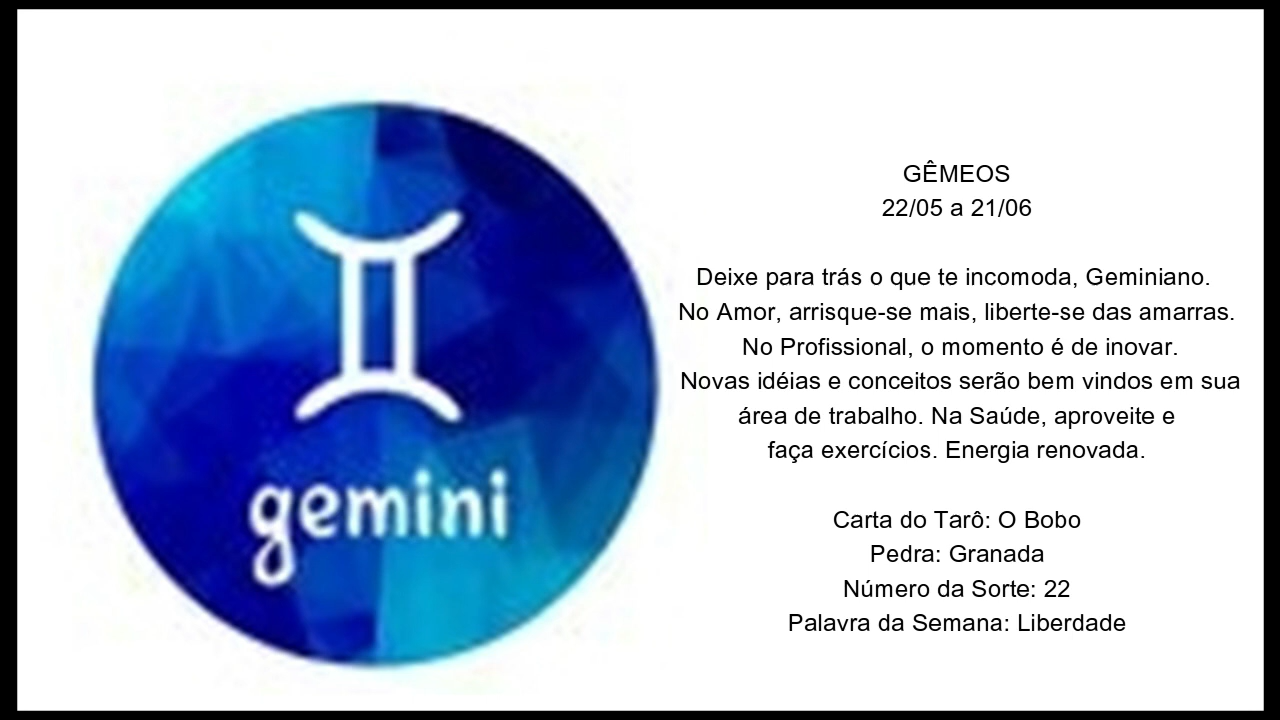 gemini
GÊMEOS
22/05 a 21/06
Deixe para trás o que te incomoda, Geminiano.
No Amor, arrisque-se mais, liberte-se das amarras.
No Profissional, o momento é de inovar.
Novas idéias e conceitos serão bem vindos em sua
área de trabalho. Na Saúde, aproveite e
faça exercícios. Energia renovada.
Carta do Tarô: O Bobo
Pedra: Granada
Número da Sorte: 22
Palavra da Semana: Liberdade